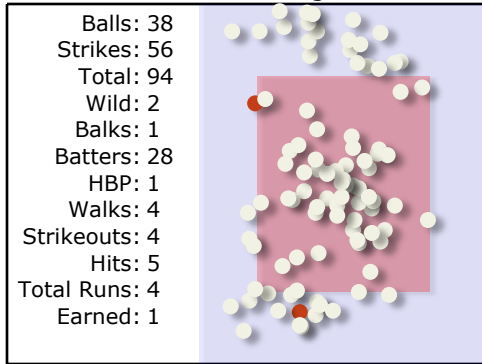 Balls: 38
Strikes: 56
Total: 94
Wild: 2
Balks: 1
Batters: 28
HBP: 1
Walks: 4
Strikeouts: 4
Hits: 5
Total Runs: 4
Earned: 1